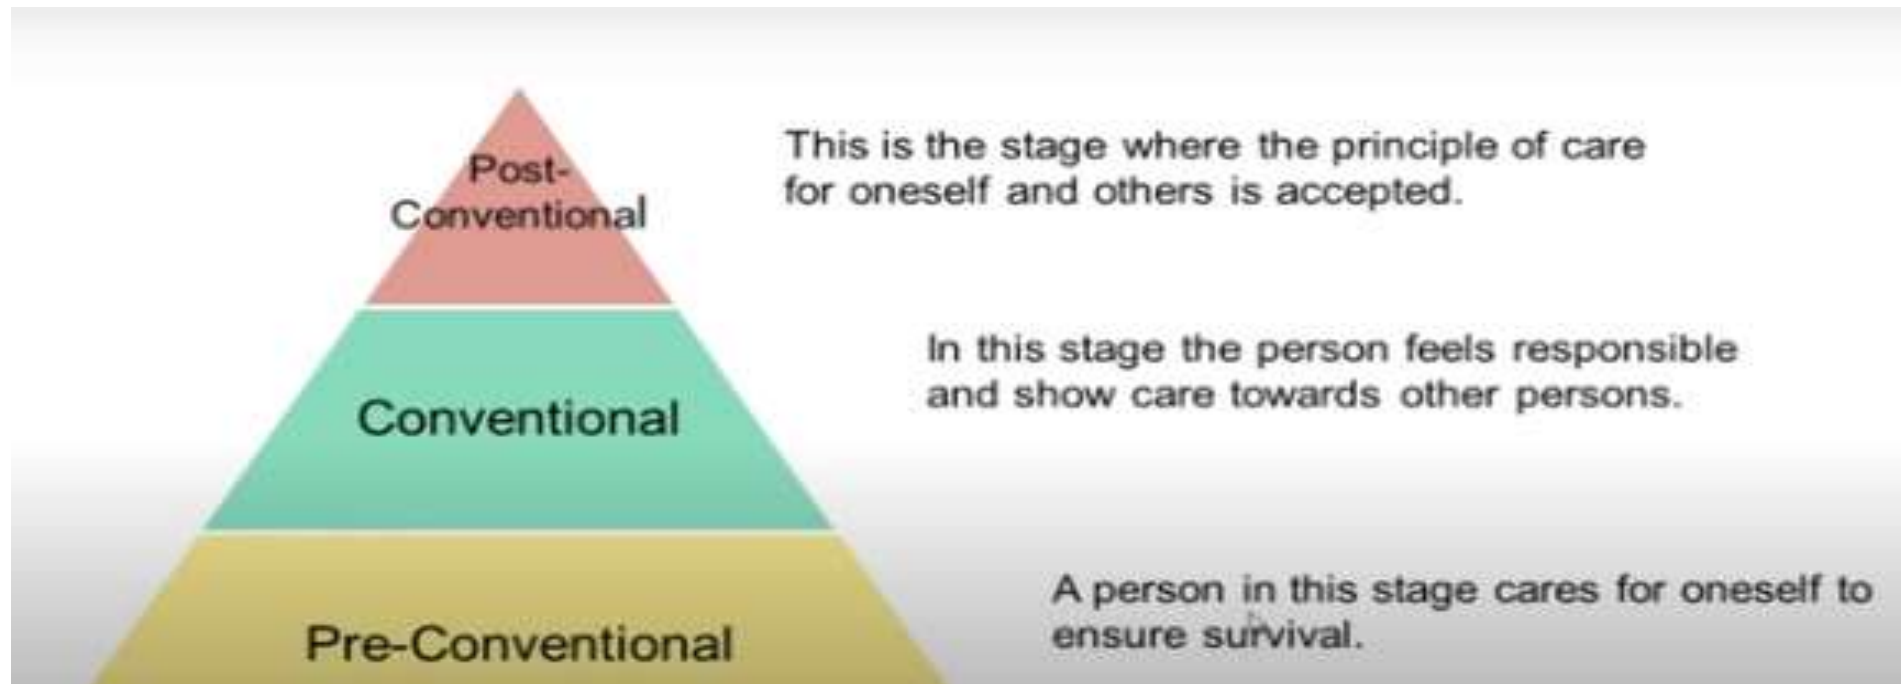 Post-
Conventional
This is the stage where the principle of care
for oneself and others is accepted.
Conventional
In this stage the person feels responsible
and show care towards other persons.
Pre-Conventional
A person in this stage cares for oneself to
ensure survival.